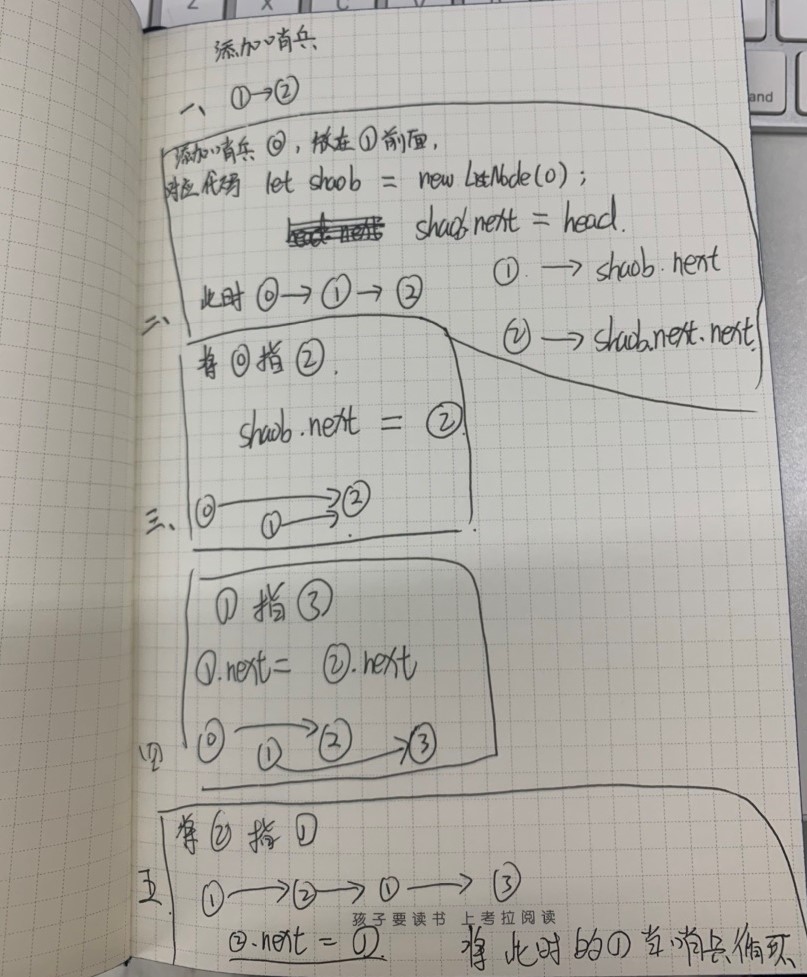 添加哨兵
一、 ①→②
添加哨兵 ⓪, 放在①前面,
对应代码 let shaob = new ListNode(0);
shaob.next = head.
① → shaob.next
此时 ⓪→①→②
② → shaob.next.next
二、
将⓪指②.
shaob.next = ②
⓪ → ②
① → ②
三、
①指③
①.next = ②.next
⓪ → ②
① → ③
四
将②指①
五. ①→②→①→③
孩子要读书 上考拉阅读
②.next = ①. 将此时的①当哨兵循环
and